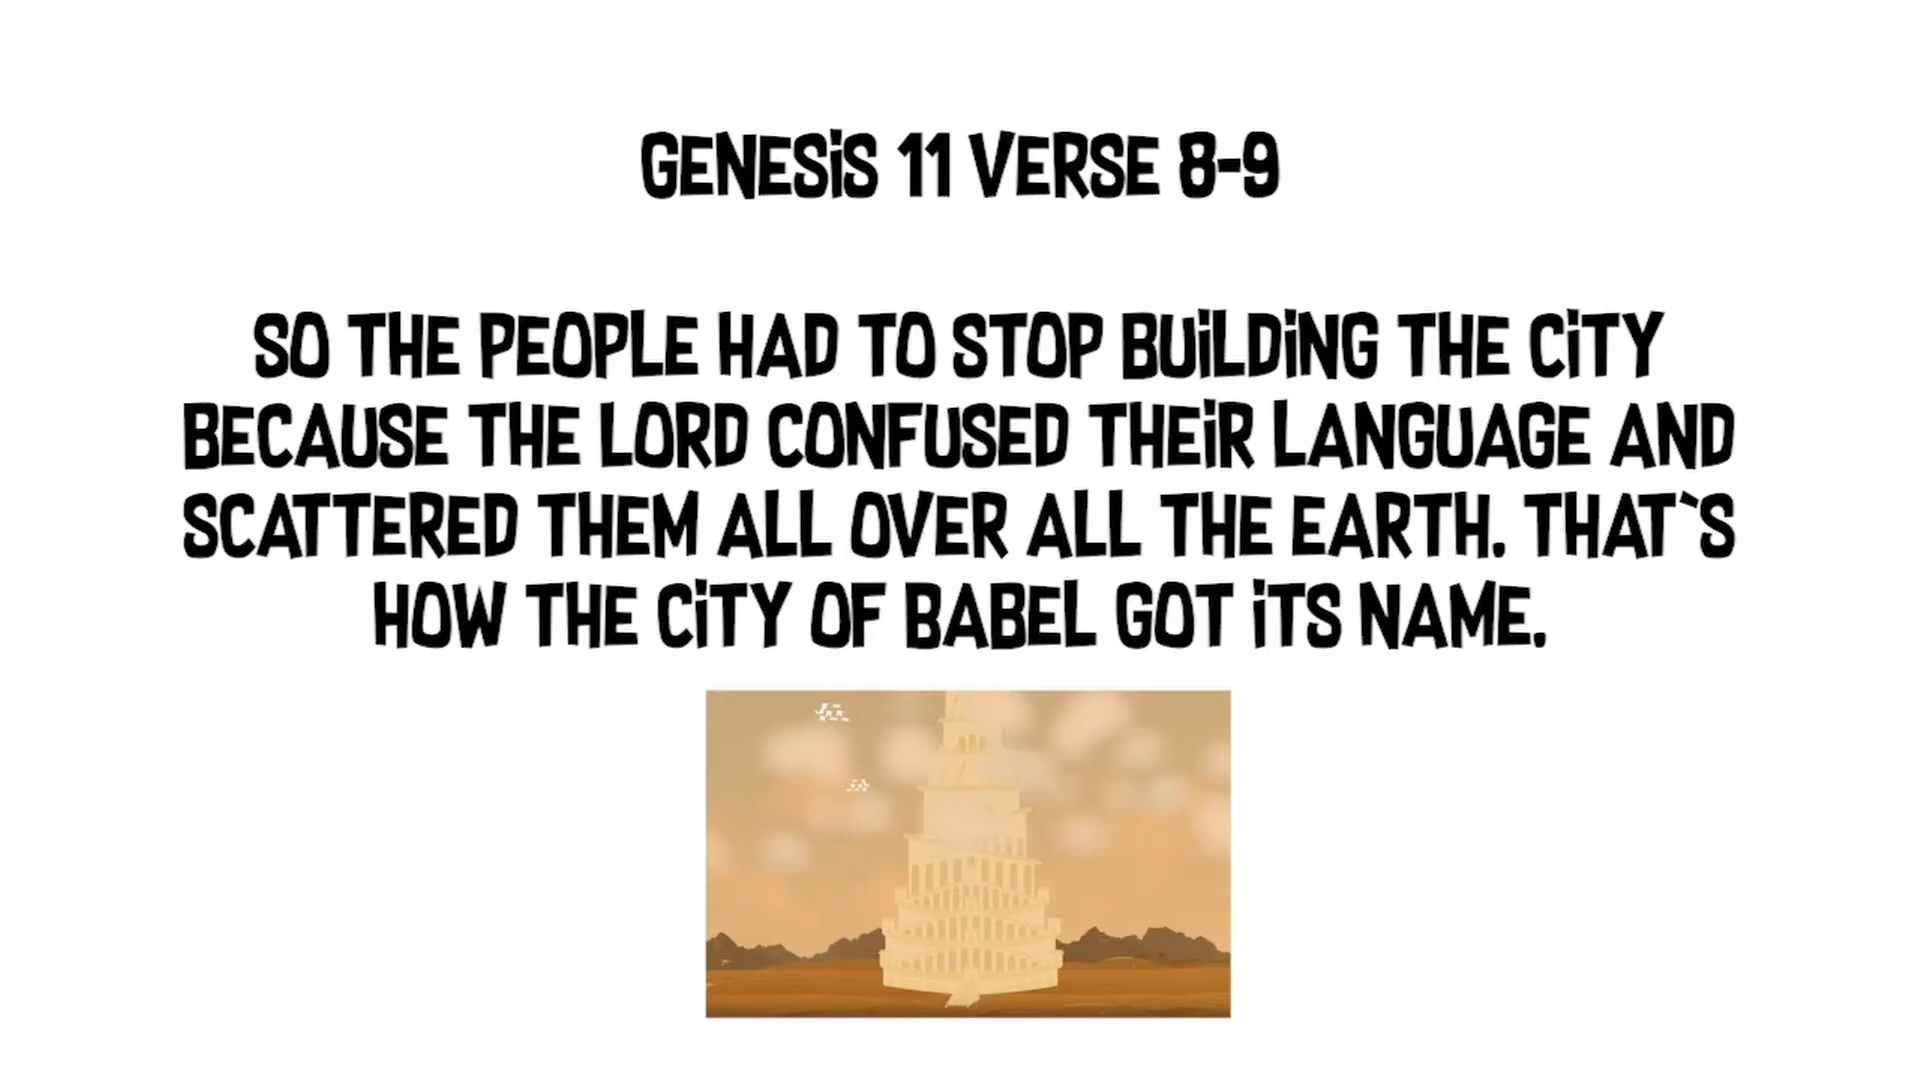 GENESiS 11 VERSE 8-9
SO THE PEOPLE HAD TO STOP BUiLDiNG THE CiTY
BECAUSE THE LORD CONFUSED THEiR LANGUAGE AND
SCATTERED THEM ALL OVER ALL THE EARTH. THAT`S
HOW THE CiTY OF BABEL GOT iTS NAME.